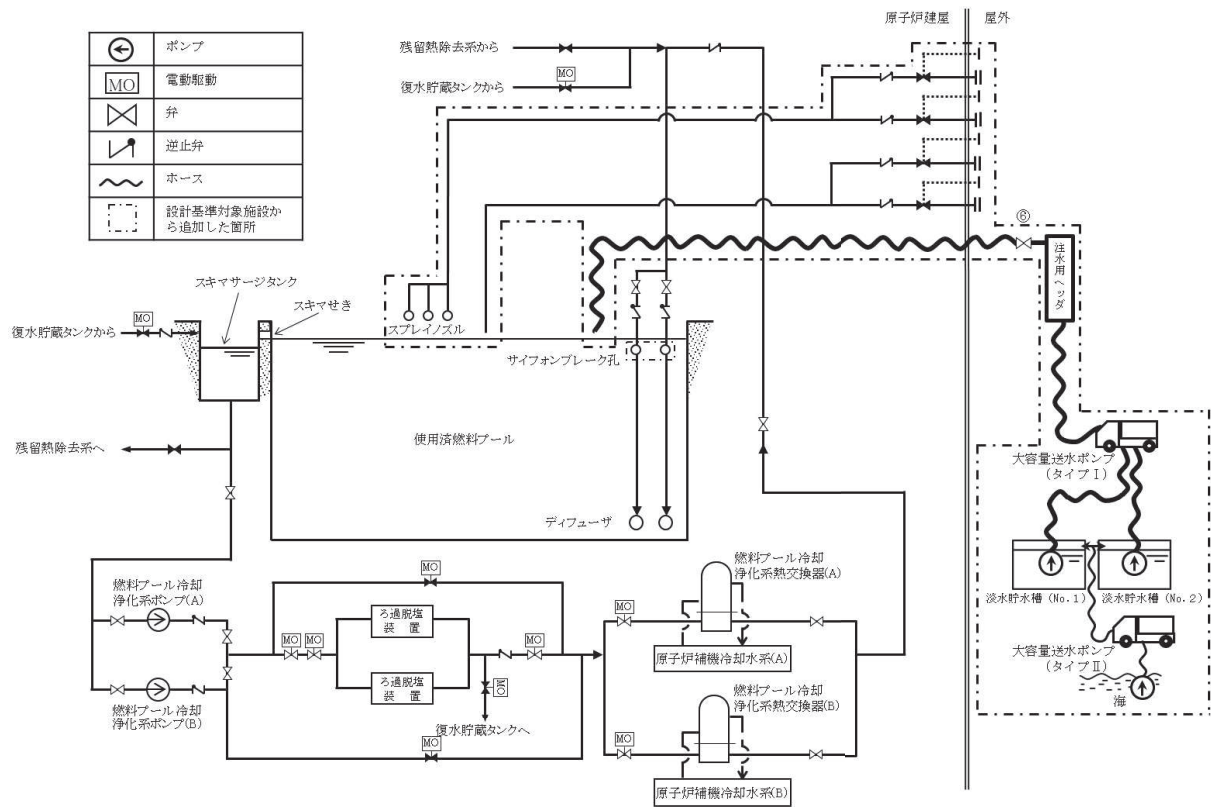 原子炉建屋
屋外
ポンプ
MO
電動駆動
弁
逆止弁
ホース
設計基準対象施設か
ら追加した箇所
残留熱除去系から
MO
復水貯蔵タンクから
⑥
注水用ヘッダ
スキマサージタンク
スキマせき
MO
復水貯蔵タンクから
スプレイノズル
サイフォンブレーク孔
使用済燃料プール
残留熱除去系へ
ディフューザ
大容量送水ポンプ
(タイプⅠ)
淡水貯水槽 (No.1)
淡水貯水槽 (No.2)
大容量送水ポンプ
(タイプⅡ)
海
燃料プール冷却
浄化系ポンプ(A)
燃料プール冷却
浄化系ポンプ(B)
MO
MO
MO
ろ過脱塩
装 置
ろ過脱塩
装 置
MO
MO
復水貯蔵タンクへ
MO
燃料プール冷却
浄化系熱交換器(A)
MO
原子炉補機冷却水系(A)
燃料プール冷却
浄化系熱交換器(B)
MO
原子炉補機冷却水系(B)